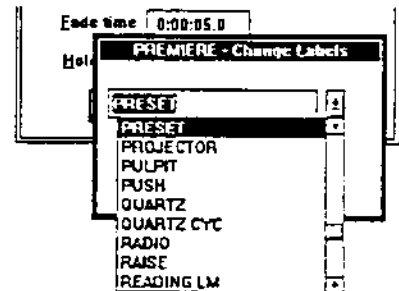 Fade time 0:00:05.0
PREMIERE - Change Labels
Hol
PRESET
PRESET
PROJECTOR
PULPIT
PUSH
QUARTZ
QUARTZ CYC
RADIO
RAISE
READING LM